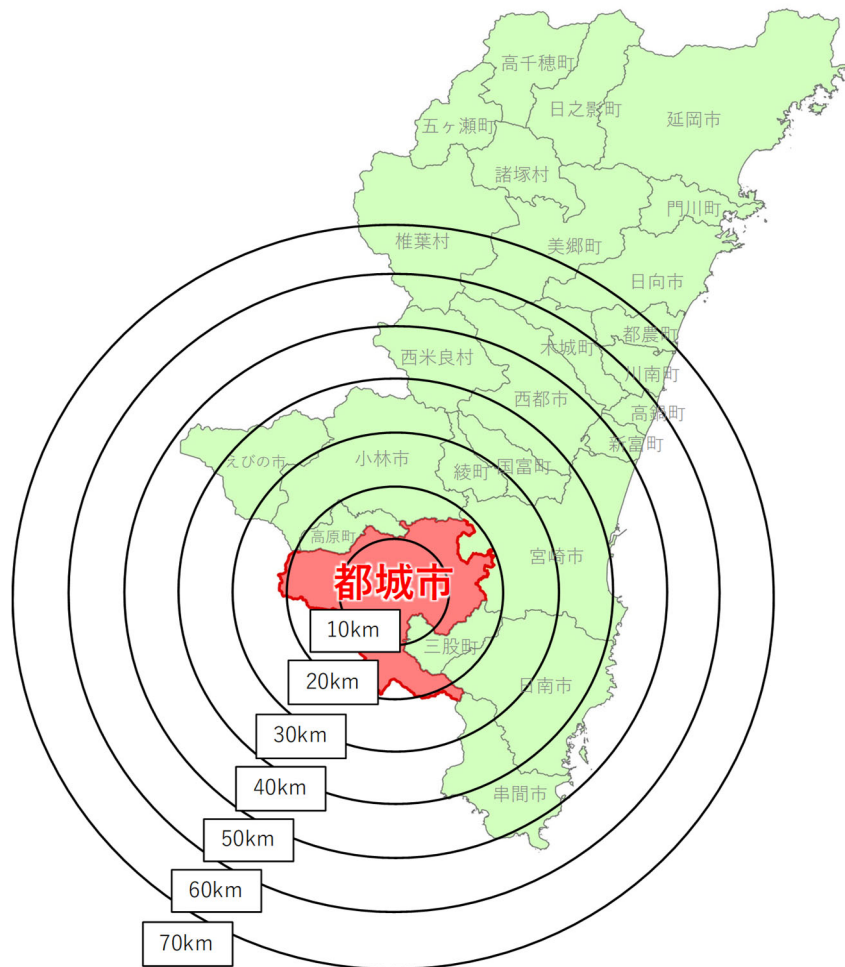 高千穂町
日之影町
延岡市
五ヶ瀬町
諸塚村
門川町
椎葉村
美郷町
日向市
都農町
木城町
西米良村
川南町
西都市
高鍋町
新富町
えびの市
小林市
綾町
国富町
高原町
宮崎市
都城市
10km
三股町
20km
日南市
30km
40km
串間市
50km
60km
70km